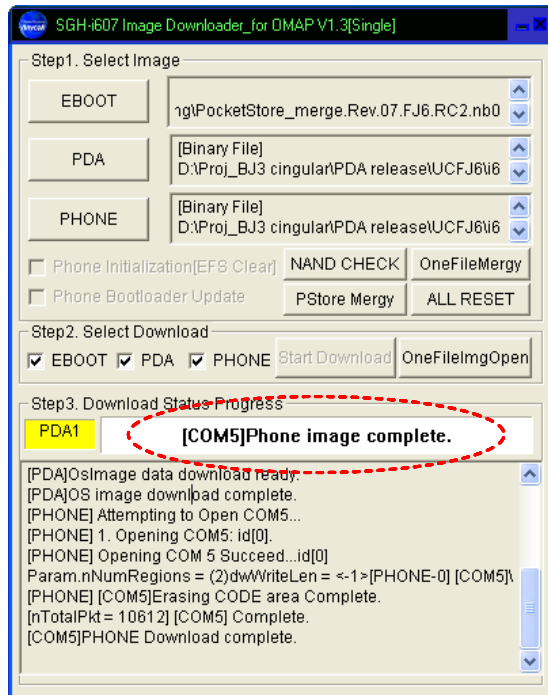 SGH-i607 Image Downloader_for OMAP V1.3[Single]
Step1. Select Image
EBOOT
ng\PocketStore_merge.Rev.07.FJ6.RC2.nb0
PDA
[Binary File]
D:\Proj_BJ3 cingular\PDA release\UCFJ6\i6
PHONE
[Binary File]
D:\Proj_BJ3 cingular\PDA release\UCFJ6\i6
Phone Initialization[EFS Clear] NAND CHECK OneFileMergy
Phone Bootloader Update PStore Mergy ALL RESET
Step2. Select Download
EBOOT PDA PHONE Start Download OneFileImgOpen
Step3. Download Status Progress
PDA1 [COM5]Phone image complete.
[PDA]OsImage data download ready.
[PDA]OS image download complete.
[PHONE] Attempting to Open COM5...
[PHONE] 1. Opening COM5: id[0].
[PHONE] Opening COM 5 Succeed...id[0]
Param.nNumRegions = (2)dwWriteLen = <-1>[PHONE-0] [COM5]\
[PHONE] [COM5]Erasing CODE area Complete.
[nTotalPkt = 10612] [COM5] Complete.
[COM5]PHONE Download complete.